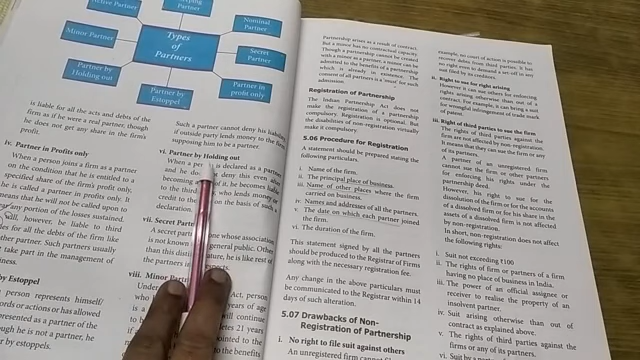 Active Partner
Partner
Nominal
Partner
Minor Partner
Types
of
Partners
Secret
Partner
Partner by
Holding out
Partner by
Estoppel
Partner
in profit only
is liable for all the acts and debts of the
firm as if he were a real partner, though
he does not get any share in the firm's
profit.
iv. Partner in Profits only
When a person joins a firm as a partner
on the condition that he is entitled to a
specified share of the firm's profit only,
he is called a partner in profits only. It
means that he will not be called upon to
any portion of the losses sustained.
however, be liable to third
for all the debts of the firm like
other partner. Such partners usually
take part in the management of
by Estoppel
person represents himself/
words or actions or has allowed
though he is not a partner, he
by estoppels.
Such a partner cannot deny his liability
if outside party lends money to the firm
supposing him to be a partner.
vi. Partner by Holding out
When a is declared as a partner
and he deny this even
becoming of it, he becomes liable
to the third who lends money
credit to the on the basis of such a
declaration.
vii. Secret Partner
A secret whose association
is not known general public. Other
than this he is like rest of
the partners
viii. Minor
Under Act, person
years of age
will continue
completes 21 years
appointed to the
to the benefits
Partnership arises as a result of contract.
But a minor has no contractual capacity.
Though a partnership cannot be created
with a minor as a partner, a minor can be
admitted to the benefits of a partnership
which is already in existence. The
consent of all partners is a 'must' for such
admission.
Registration of Partnership
The Indian Partnership Act does not
make the registration of a partnership
compulsory. Registration is optional. But
the disabilities of non-registration virtually
make it compulsory.
5.06 Procedure for Registration
A statement should be prepared stating the
following particulars.
i. Name of the firm.
ii. The principal place of business.
iii. Name of other places where the firm
carried on business.
iv. Names and addresses of all the partners.
v. The date on which each partner joined
the firm.
vi. The duration of the firm.
This statement signed by all the partners
should be produced to the Registrar of Firms
along with the necessary registration fee.
Any change in the above particulars must
be communicated to the Registrar within 14
days of such alteration.
5.07 Drawbacks of Non-
Registration of Partnership
i. No right to file suit against others
An unregistered firm cannot
example, no court of action is possible to
recover debts from third parties. It has
no right even to demand a set-off in any
suit filed by its creditors.
ii. Right to sue for right arising
However it can sue others for enforcing
rights arising otherwise than out of a
contract. For example, it can bring a suit
for wrongful infringement of trade mark
of patent.
iii. Right of third parties to sue the firm
The rights of third parties against the
firm are not affected by non-registration.
It means that they can sue the firm or any
of its partners.
A partner of an unregistered firm
cannot sue the firm or other partners
for enforcing his rights under the
partnership deed.
However, his right to sue for the
dissolution of the firm or for the accounts
of a dissolved firm or for his share in the
assets of a dissolved firm is not affected
by non-registration.
In short, non-registration does not affect
the following rights:
i. Suit not exceeding ₹100
ii. The rights of firm or partners of a firm
having no place of business in India.
iii. The power of an official, assignee or
receiver to realise the property of an
insolvent partner.
iv. Suit arising otherwise than out of
contract as explained above.
v. The rights of third parties against the
firms or any of its partners.
vi. Suit by a